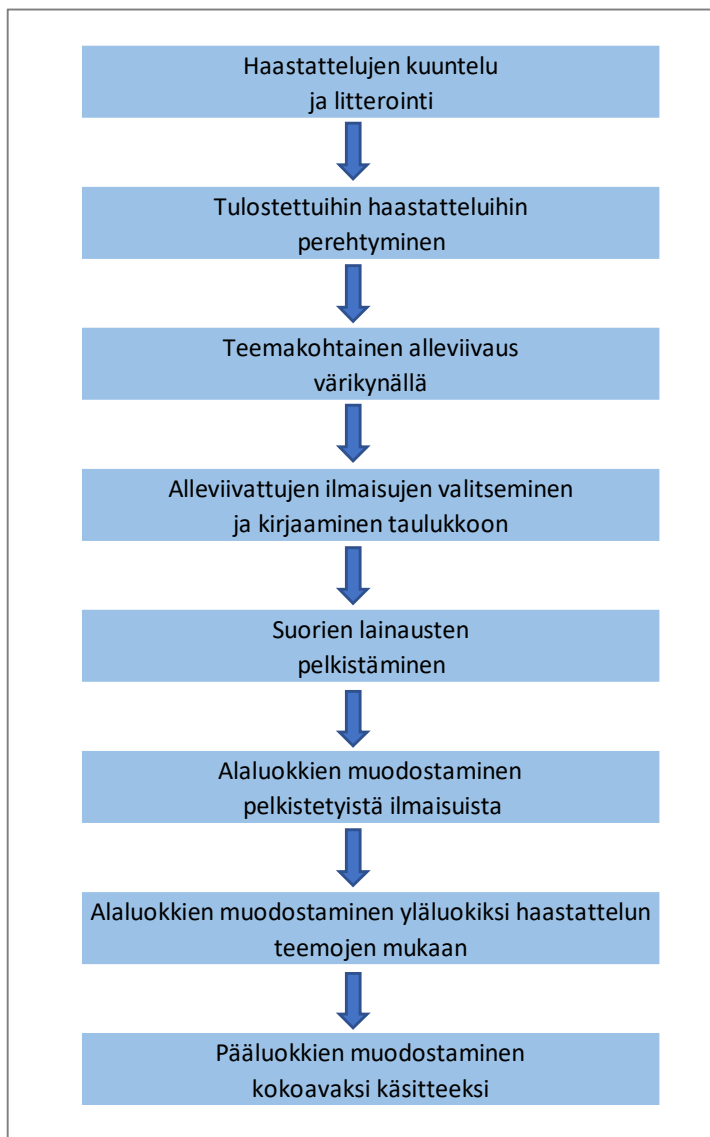 Haastattelujen kuuntelu
ja litterointi
Tulostettuihin haastatteluihin
perehtyminen
Teemakohtainen alleviivaus
värikynällä
Alleviivattujen ilmaisujen valitseminen
ja kirjaaminen taulukkoon
Suorien lainausten
pelkistäminen
Alaluokkien muodostaminen
pelkistetyistä ilmaisuista
Alaluokkien muodostaminen yläluokiksi haastattelun
teemojen mukaan
Pääluokkien muodostaminen
kokoavaksi käsitteeksi